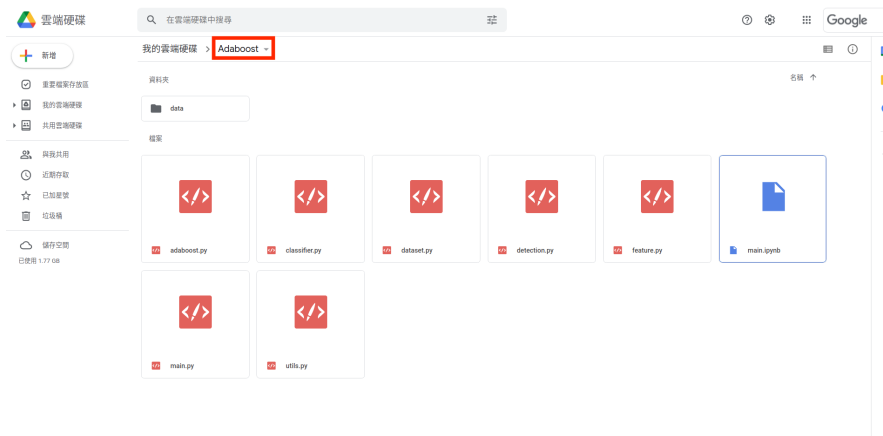 雲端硬碟
在雲端硬碟中搜尋
Google
新增
我的雲端硬碟 > Adaboost
重要檔案存放區
我的雲端硬碟
共用雲端硬碟
與我共用
近期存取
已加星號
垃圾桶
儲存空間
已使用 1.77 GB
資料夾
名稱
data
檔案
adaboost.py
classifier.py
dataset.py
detection.py
feature.py
main.ipynb
main.py
utils.py